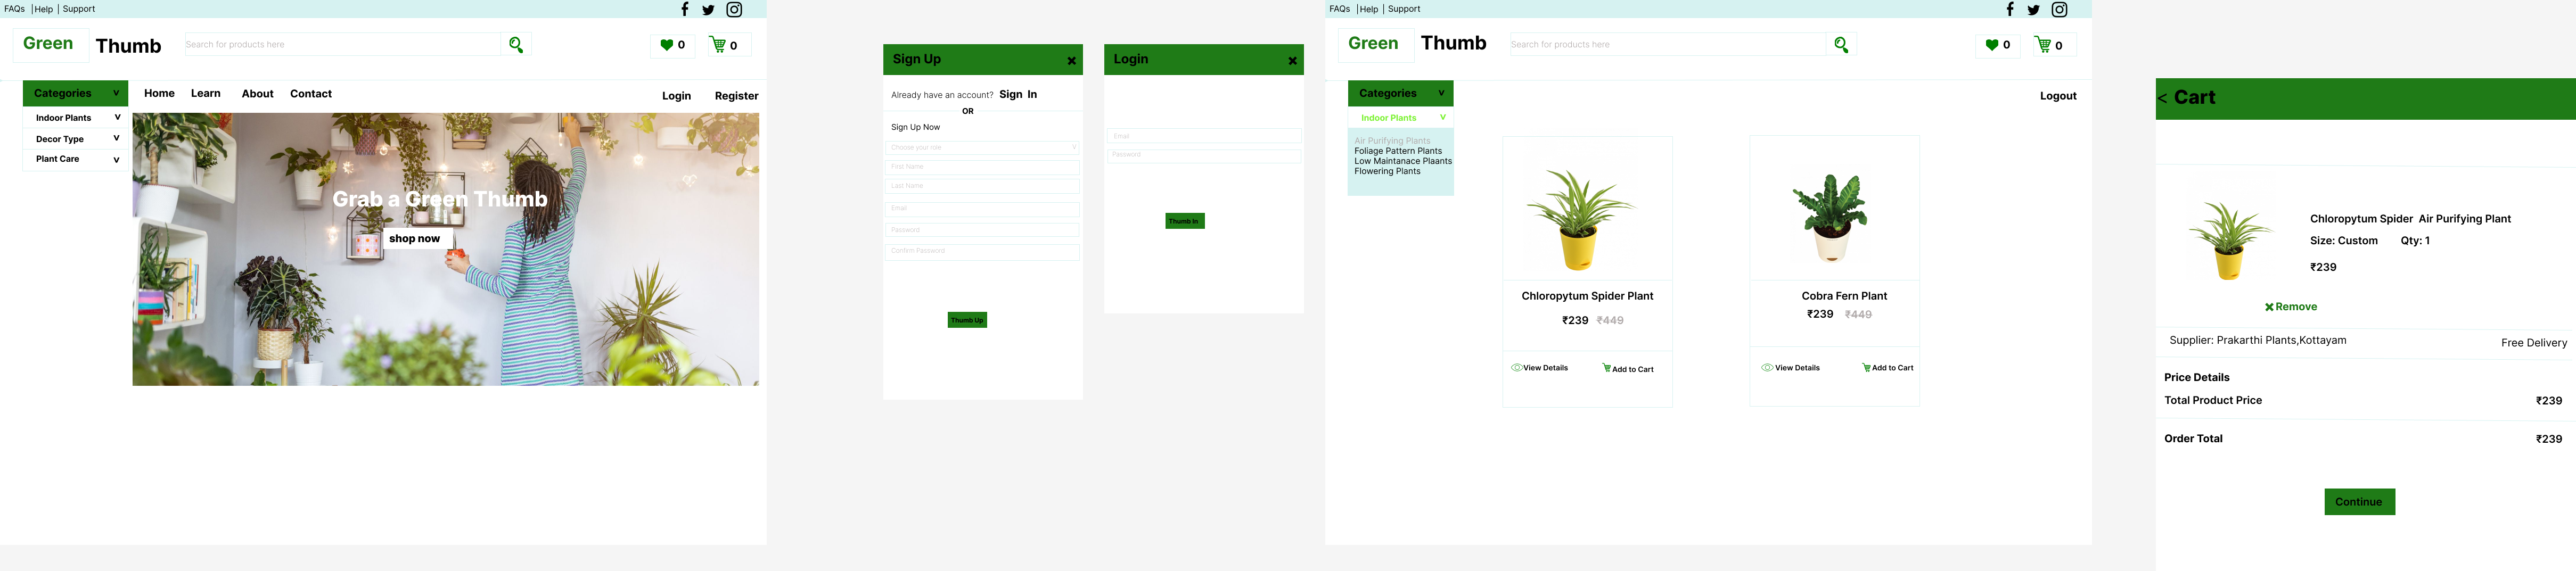 FAQs | Help | Support
Green Thumb
Search for products here
0
0
Categories v
Home Learn About Contact
Login Register
Indoor Plants v
Decor Type v
Plant Care v
Grab a Green Thumb
shop now
Sign Up
Already have an account? Sign In
OR
Sign Up Now
Choose your role v
First Name
Last Name
Email
Password
Confirm Password
Thumb Up
Login
Email
Password
Thumb In
FAQs | Help | Support
Green Thumb
Search for products here
0
0
Categories v
Logout
Indoor Plants v
Air Purifying Plants
Foliage Pattern Plants
Low Maintanace Plaants
Flowering Plants
Chloropytum Spider Plant
₹239 ₹449
View Details Add to Cart
Cobra Fern Plant
₹239 ₹449
View Details Add to Cart
< Cart
Chloropytum Spider Air Purifying Plant
Size: Custom Qty: 1
₹239
Remove
Supplier: Prakarthi Plants,Kottayam Free Delivery
Price Details
Total Product Price ₹239
Order Total ₹239
Continue